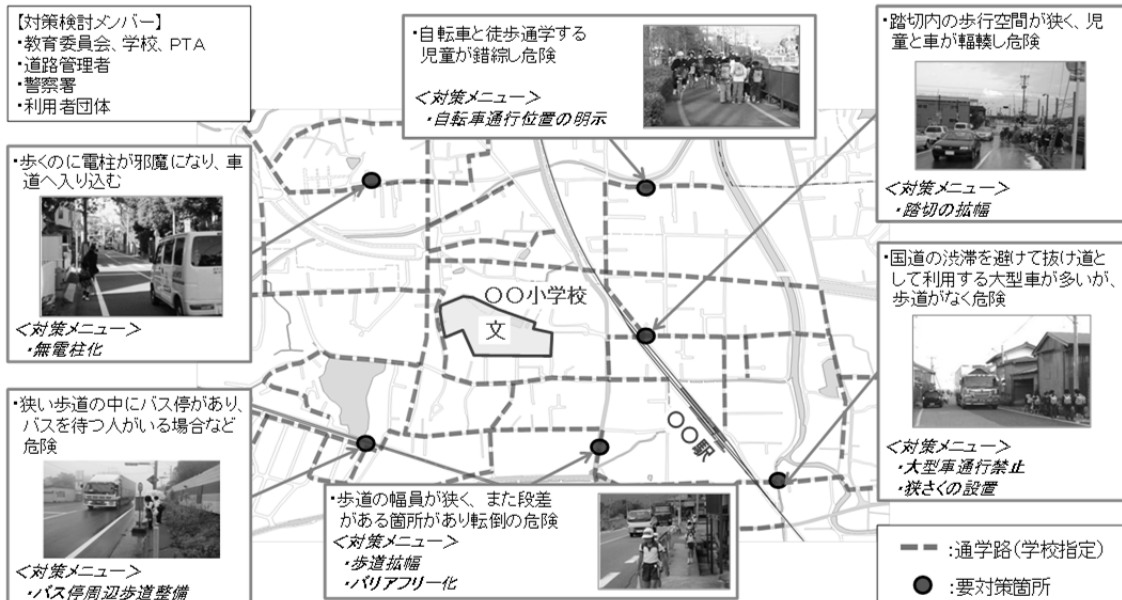 【対策検討メンバー】
・教育委員会、学校、PTA
・道路管理者
・警察署
・利用者団体
・自転車と徒歩通学する
児童が錯綜し危険
<対策メニュー>
・自転車通行位置の明示
・踏切内の歩行空間が狭く、児
童と車が輻輳し危険
<対策メニュー>
・踏切の拡幅
・歩くのに電柱が邪魔になり、車
道へ入り込む
<対策メニュー>
・無電柱化
・国道の渋滞を避けて抜け道と
して利用する大型車が多いが、
歩道がなく危険
<対策メニュー>
・大型車通行禁止
・狭さくの設置
〇〇小学校
文
〇〇駅
・狭い歩道の中にバス停があり、
バスを待つ人がいる場合など
危険
<対策メニュー>
・バス停周辺歩道整備
・歩道の幅員が狭く、また段差
がある箇所があり転倒の危険
<対策メニュー>
・歩道拡幅
・バリアフリー化
:通学路(学校指定)
:要対策箇所